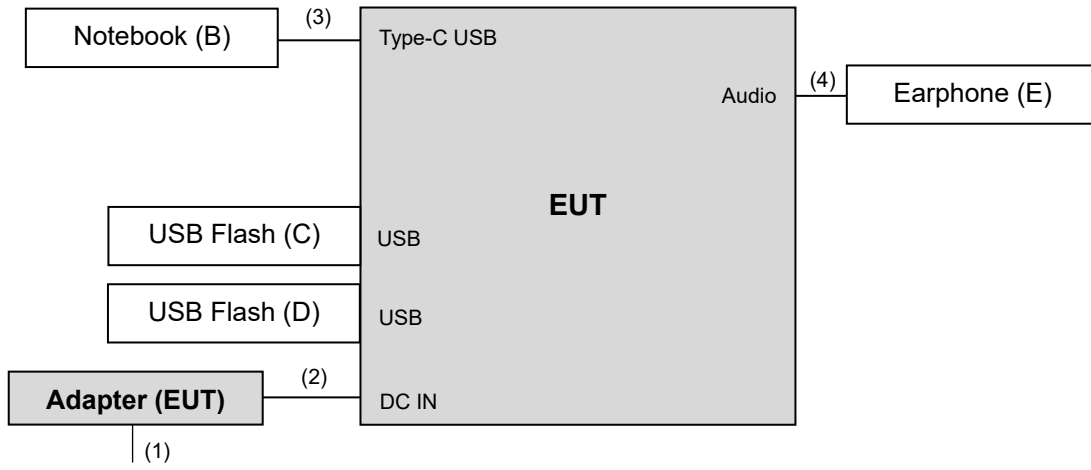 Notebook (B)
(3)
Type-C USB
Audio
(4)
Earphone (E)
EUT
USB Flash (C)
USB
USB Flash (D)
USB
Adapter (EUT)
(2)
DC IN
(1)